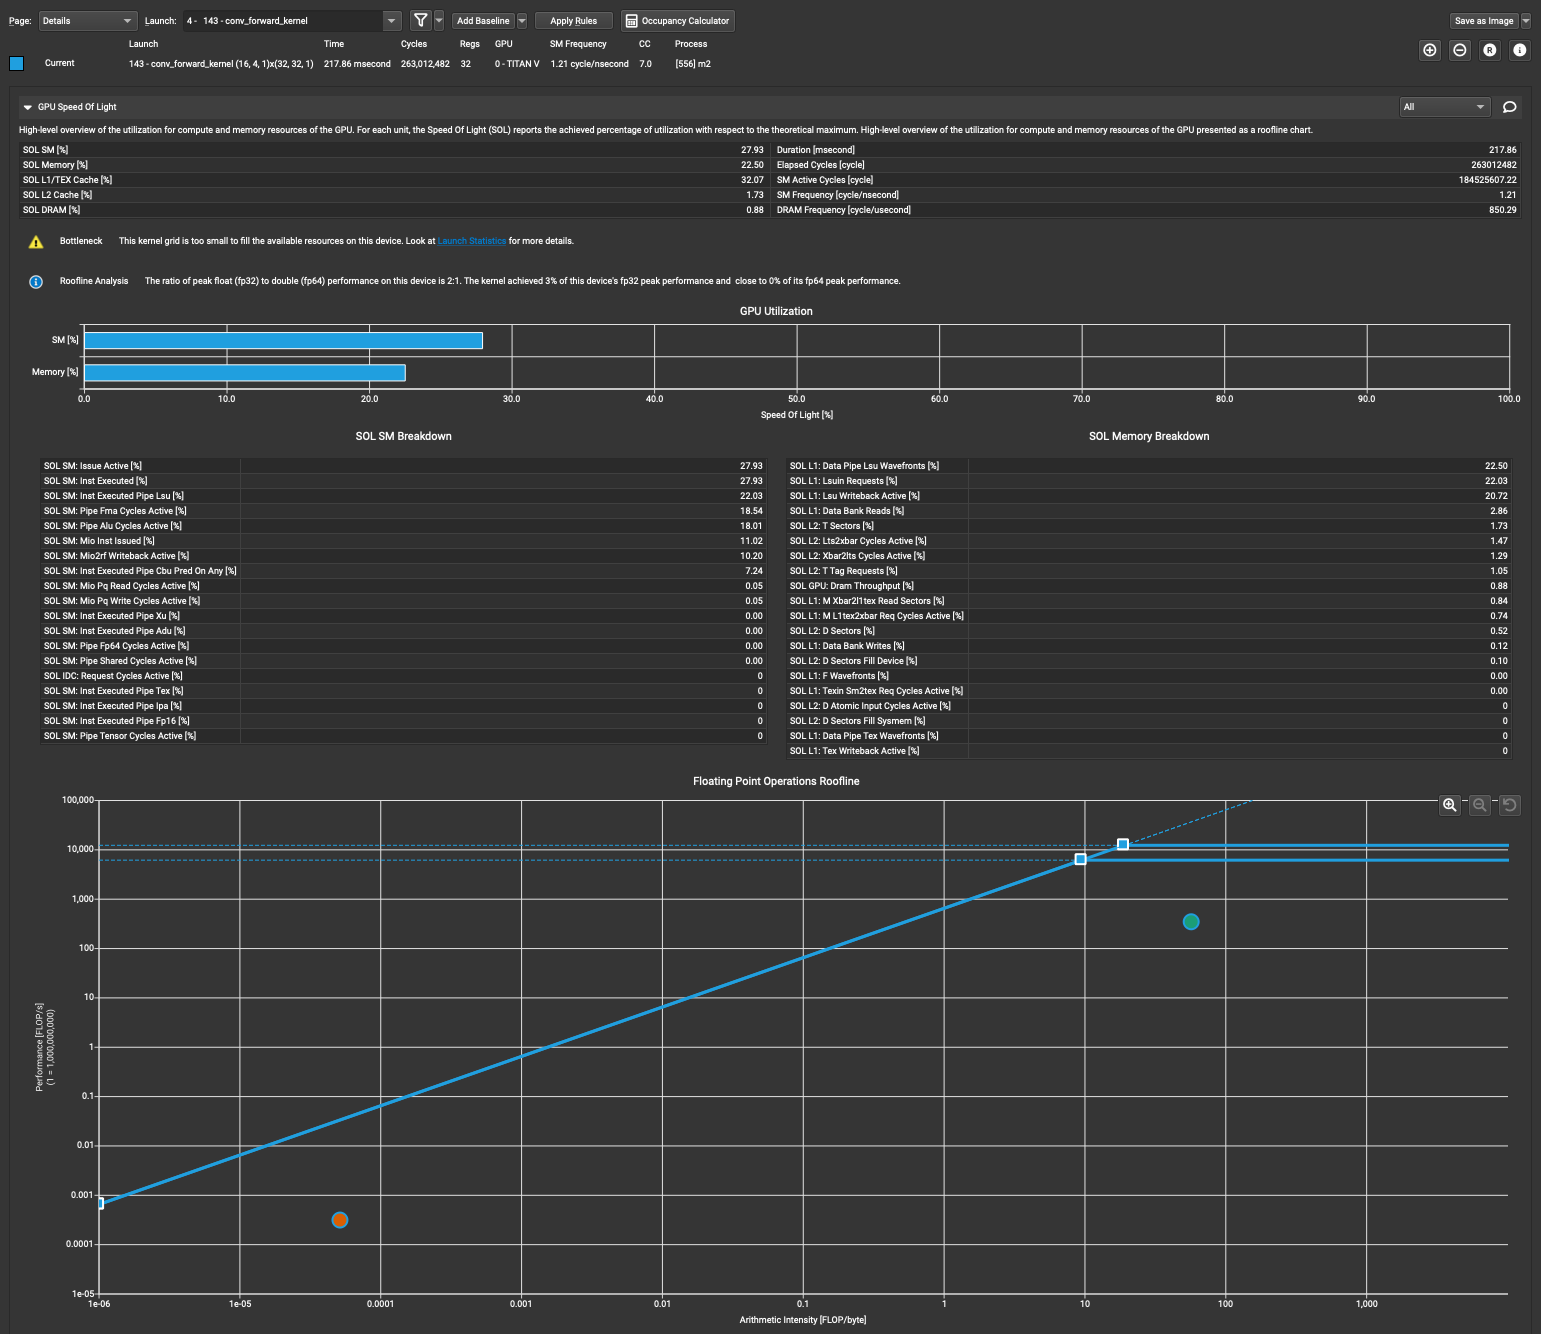 Page: Details Launch: 4 - 143 - conv_forward_kernel Add Baseline Apply Rules Occupancy Calculator Save as Image
Launch Time Cycles Regs GPU SM Frequency CC Process
Current 143 - conv_forward_kernel (16, 4, 1)x(32, 32, 1) 217.86 msecond 263,012,482 32 0 - TITAN V 1.21 cycle/nsecond 7.0 [556] m2
R i
GPU Speed Of Light All
High-level overview of the utilization for compute and memory resources of the GPU. For each unit, the Speed Of Light (SOL) reports the achieved percentage of utilization with respect to the theoretical maximum. High-level overview of the utilization for compute and memory resources of the GPU presented as a roofline chart.
SOL SM [%] 27.93 Duration [msecond] 217.86
SOL Memory [%] 22.50 Elapsed Cycles [cycle] 263012482
SOL L1/TEX Cache [%] 32.07 SM Active Cycles [cycle] 184525607.22
SOL L2 Cache [%] 1.73 SM Frequency [cycle/nsecond] 1.21
SOL DRAM [%] 0.88 DRAM Frequency [cycle/usecond] 850.29
Bottleneck This kernel grid is too small to fill the available resources on this device. Look at Launch Statistics for more details.
Roofline Analysis The ratio of peak float (fp32) to double (fp64) performance on this device is 2:1. The kernel achieved 3% of this device's fp32 peak performance and close to 0% of its fp64 peak performance.
GPU Utilization
SM [%]
Memory [%]
0.0 10.0 20.0 30.0 40.0 50.0 60.0 70.0 80.0 90.0 100.0
Speed Of Light [%]
SOL SM Breakdown
SOL SM: Issue Active [%] 27.93
SOL SM: Inst Executed [%] 27.93
SOL SM: Inst Executed Pipe Lsu [%] 22.03
SOL SM: Pipe Fma Cycles Active [%] 18.54
SOL SM: Pipe Alu Cycles Active [%] 18.01
SOL SM: Mio Inst Issued [%] 11.02
SOL SM: Mio2rf Writeback Active [%] 10.20
SOL SM: Inst Executed Pipe Cbu Pred On Any [%] 7.24
SOL SM: Mio Pq Read Cycles Active [%] 0.05
SOL SM: Mio Pq Write Cycles Active [%] 0.05
SOL SM: Inst Executed Pipe Xu [%] 0.00
SOL SM: Inst Executed Pipe Adu [%] 0.00
SOL SM: Pipe Fp64 Cycles Active [%] 0.00
SOL SM: Pipe Shared Cycles Active [%] 0.00
SOL IDC: Request Cycles Active [%] 0
SOL SM: Inst Executed Pipe Tex [%] 0
SOL SM: Inst Executed Pipe Ipa [%] 0
SOL SM: Inst Executed Pipe Fp16 [%] 0
SOL SM: Pipe Tensor Cycles Active [%] 0
SOL Memory Breakdown
SOL L1: Data Pipe Lsu Wavefronts [%] 22.50
SOL L1: Lsuin Requests [%] 22.03
SOL L1: Lsu Writeback Active [%] 20.72
SOL L1: Data Bank Reads [%] 2.86
SOL L2: T Sectors [%] 1.73
SOL L2: Lts2xbar Cycles Active [%] 1.47
SOL L2: Xbar2lts Cycles Active [%] 1.29
SOL L2: T Tag Requests [%] 1.05
SOL GPU: Dram Throughput [%] 0.88
SOL L1: M Xbar2l1tex Read Sectors [%] 0.84
SOL L1: M L1tex2xbar Req Cycles Active [%] 0.74
SOL L2: D Sectors [%] 0.52
SOL L1: Data Bank Writes [%] 0.12
SOL L2: D Sectors Fill Device [%] 0.10
SOL L1: F Wavefronts [%] 0.00
SOL L1: Texin Sm2tex Req Cycles Active [%] 0.00
SOL L2: D Atomic Input Cycles Active [%] 0
SOL L2: D Sectors Fill Sysmem [%] 0
SOL L1: Data Pipe Tex Wavefronts [%] 0
SOL L1: Tex Writeback Active [%] 0
Floating Point Operations Roofline
100,000
10,000
1,000
100
10
1
0.1
0.01
0.001
0.0001
1e-05
Performance [FLOP/s]
(1 = 1,000,000,000)
1e-06 1e-05 0.0001 0.001 0.01 0.1 1 10 100 1,000
Arithmetic Intensity [FLOP/byte]